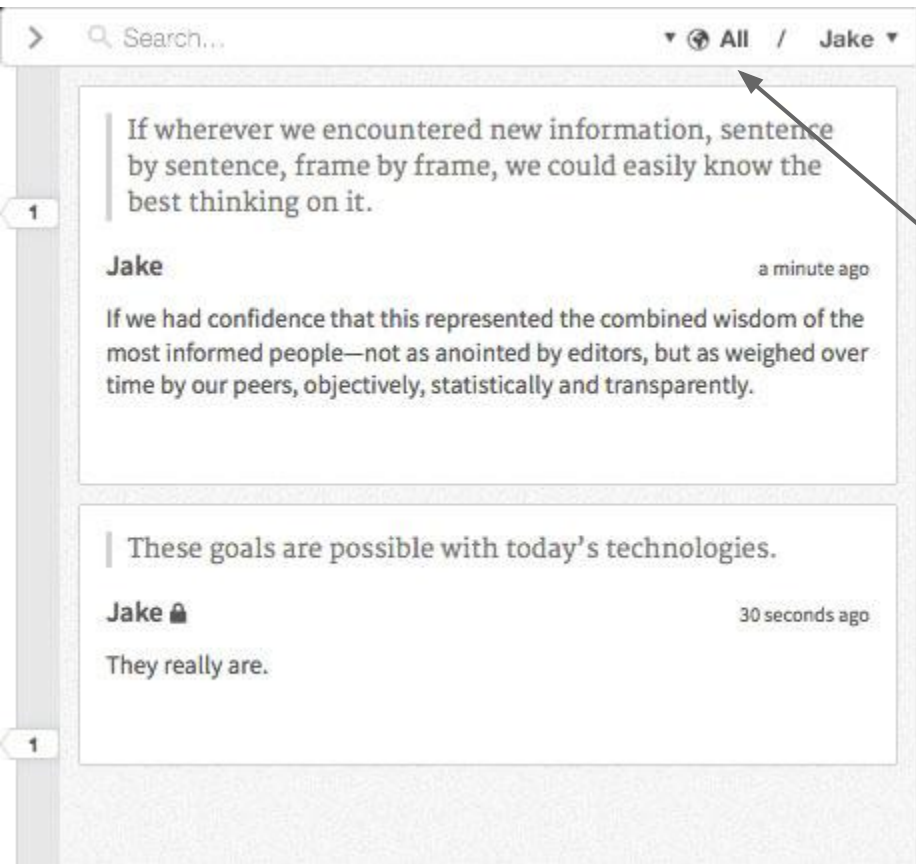 Search...
All / Jake
If wherever we encountered new information, sentence
by sentence, frame by frame, we could easily know the
best thinking on it.
1
Jake
a minute ago
If we had confidence that this represented the combined wisdom of the
most informed people—not as anointed by editors, but as weighed over
time by our peers, objectively, statistically and transparently.
These goals are possible with today’s technologies.
Jake
30 seconds ago
They really are.
1